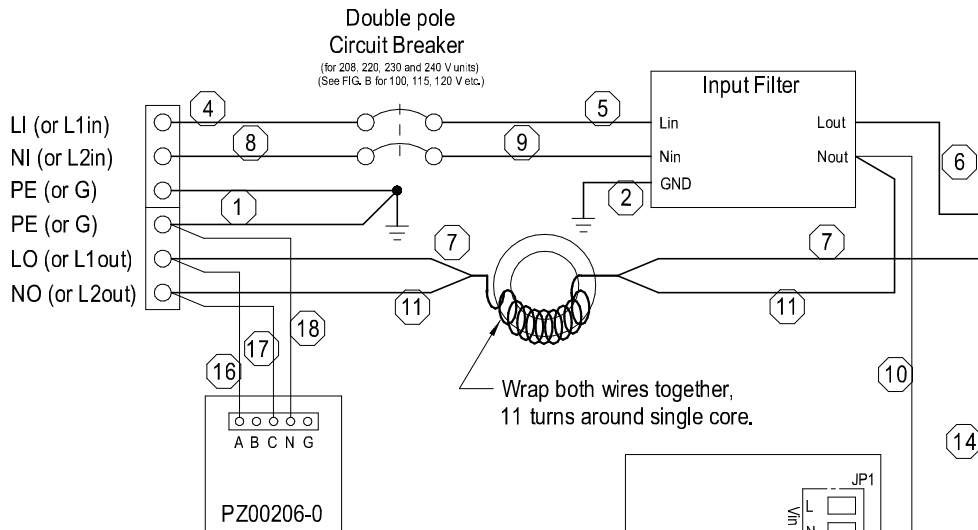 Double pole
Circuit Breaker
(for 208, 220, 230 and 240 V units)
(See FIG. B for 100, 115, 120 V etc.)
Input Filter
4
5
LI (or L1in)
Lin
Lout
8
9
NI (or L2in)
Nin
Nout
6
PE (or G)
GND
2
1
PE (or G)
7
7
LO (or L1out)
NO (or L2out)
11
11
18
17
16
10
Wrap both wires together,
11 turns around single core.
A B C N G
14
PZ00206-0
JP1
Vin
L
N